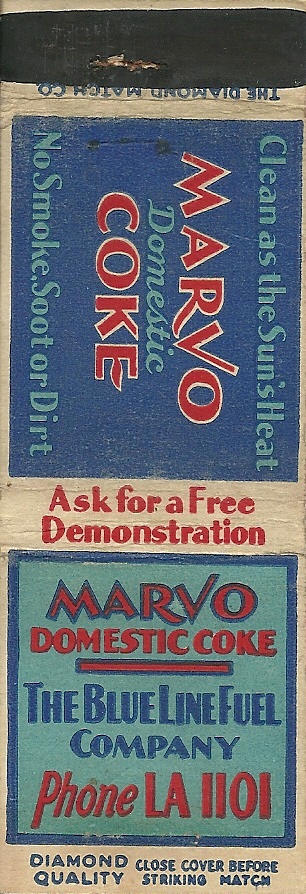 THE DIAMOND MATCH CO.
Clean as the Sun's Heat
MARVO
Domestic
COKE
No Smoke, Soot or Dirt
Ask for a Free
Demonstration
MARVO
DOMESTIC COKE
THE BLUE LINE FUEL
COMPANY
Phone LA 1101
DIAMOND QUALITY
CLOSE COVER BEFORE STRIKING MATCH